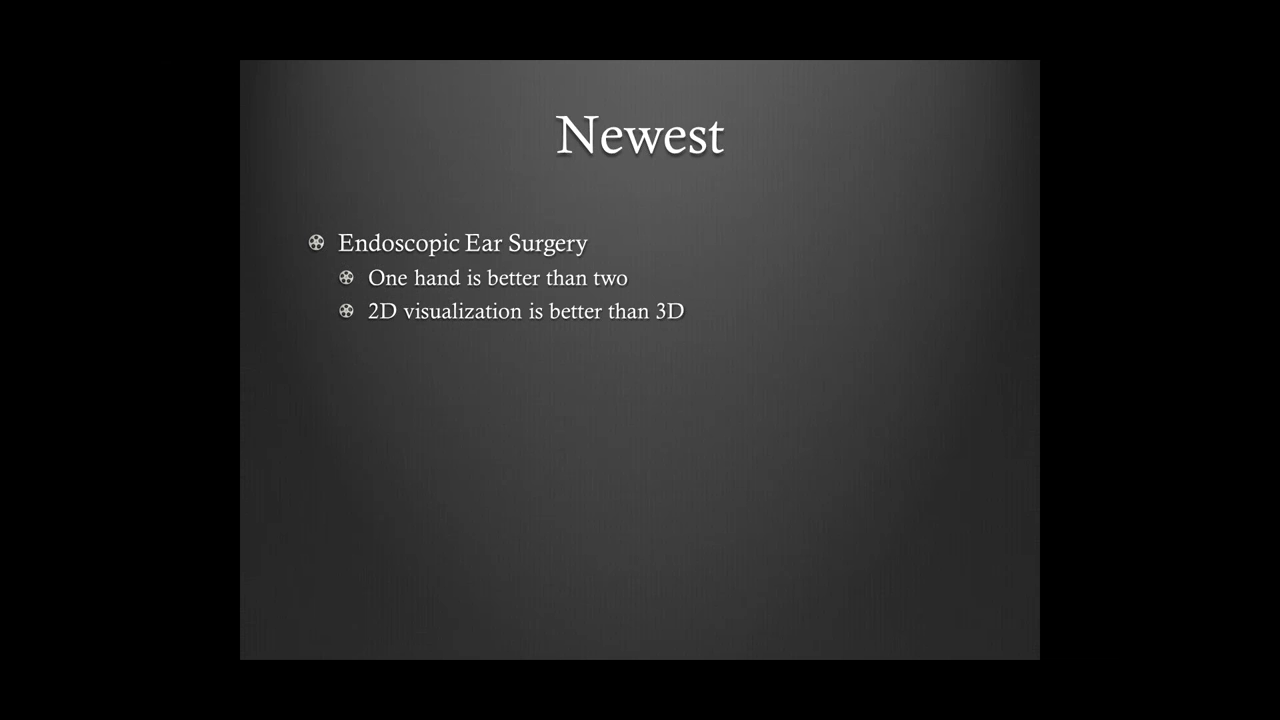 Newest
Endoscopic Ear Surgery
One hand is better than two
2D visualization is better than 3D